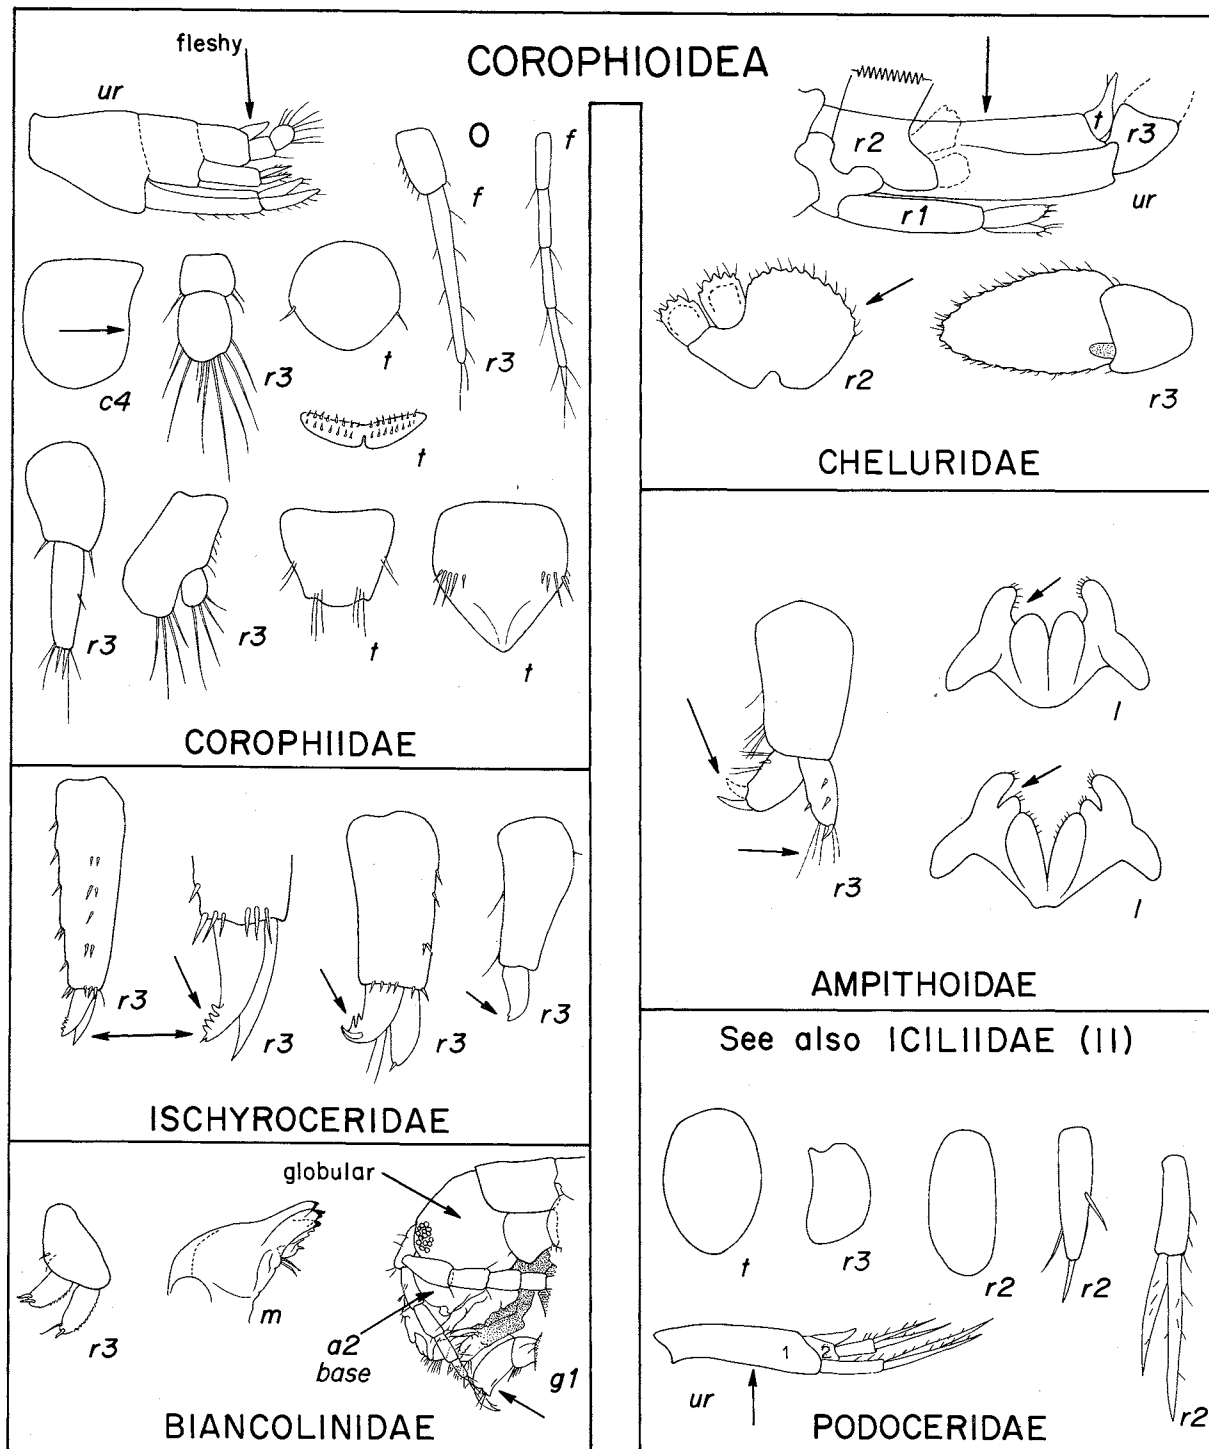 COROPHIOIDEA
fleshy
ur
O
f
f
c4
r3
t
r3
t
r3
r3
t
t
COROPHIIDAE
r3
r3
r3
r3
ISCHYROCERIDAE
globular
r3
m
a2
base
g1
BIANCOLINIDAE
r2
t
r3
r1
ur
r2
r3
CHELURIDAE
r3
l
l
AMPITHOIDAE
See also ICILIIDAE (II)
t
r3
r2
r2
r2
1
2
ur
PODOCERIDAE